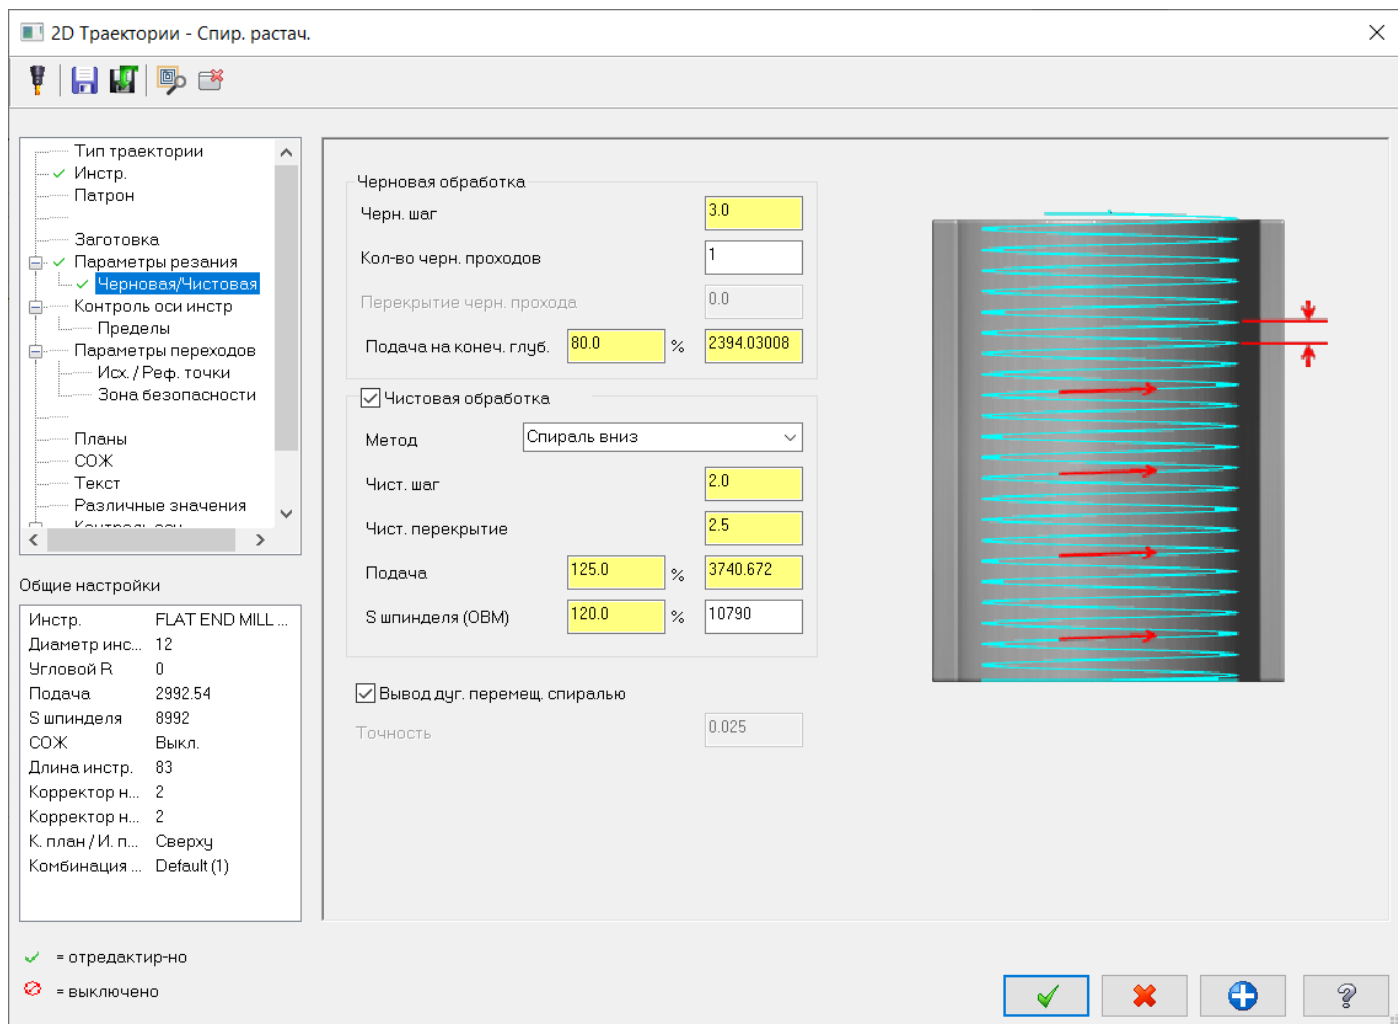 2D Траектории - Спир. растач.
Тип траектории
Инстр.
Патрон
Заготовка
Параметры резания
Черновая/Чистовая
Контроль оси инстр
Пределы
Параметры переходов
Исх. / Реф. точки
Зона безопасности
Планы
СОЖ
Текст
Различные значения
Общие настройки
Инстр. FLAT END MILL ...
Диаметр инс... 12
Угловой R 0
Подача 2992.54
S шпинделя 8992
СОЖ Выкл.
Длина инстр. 83
Корректор н... 2
Корректор н... 2
К. план / И. п... Сверху
Комбинация ... Default (1)
= отредактир-но
= выключено
Черновая обработка
Черн. шаг 3.0
Кол-во черн. проходов 1
Перекрытие черн. прохода 0.0
Подача на конеч. глуб. 80.0 % 2394.03008
Чистовая обработка
Метод Спираль вниз
Чист. шаг 2.0
Чист. перекрытие 2.5
Подача 125.0 % 3740.672
S шпинделя (ОВМ) 120.0 % 10790
Вывод дуг. перемещ. спиралью
Точность 0.025